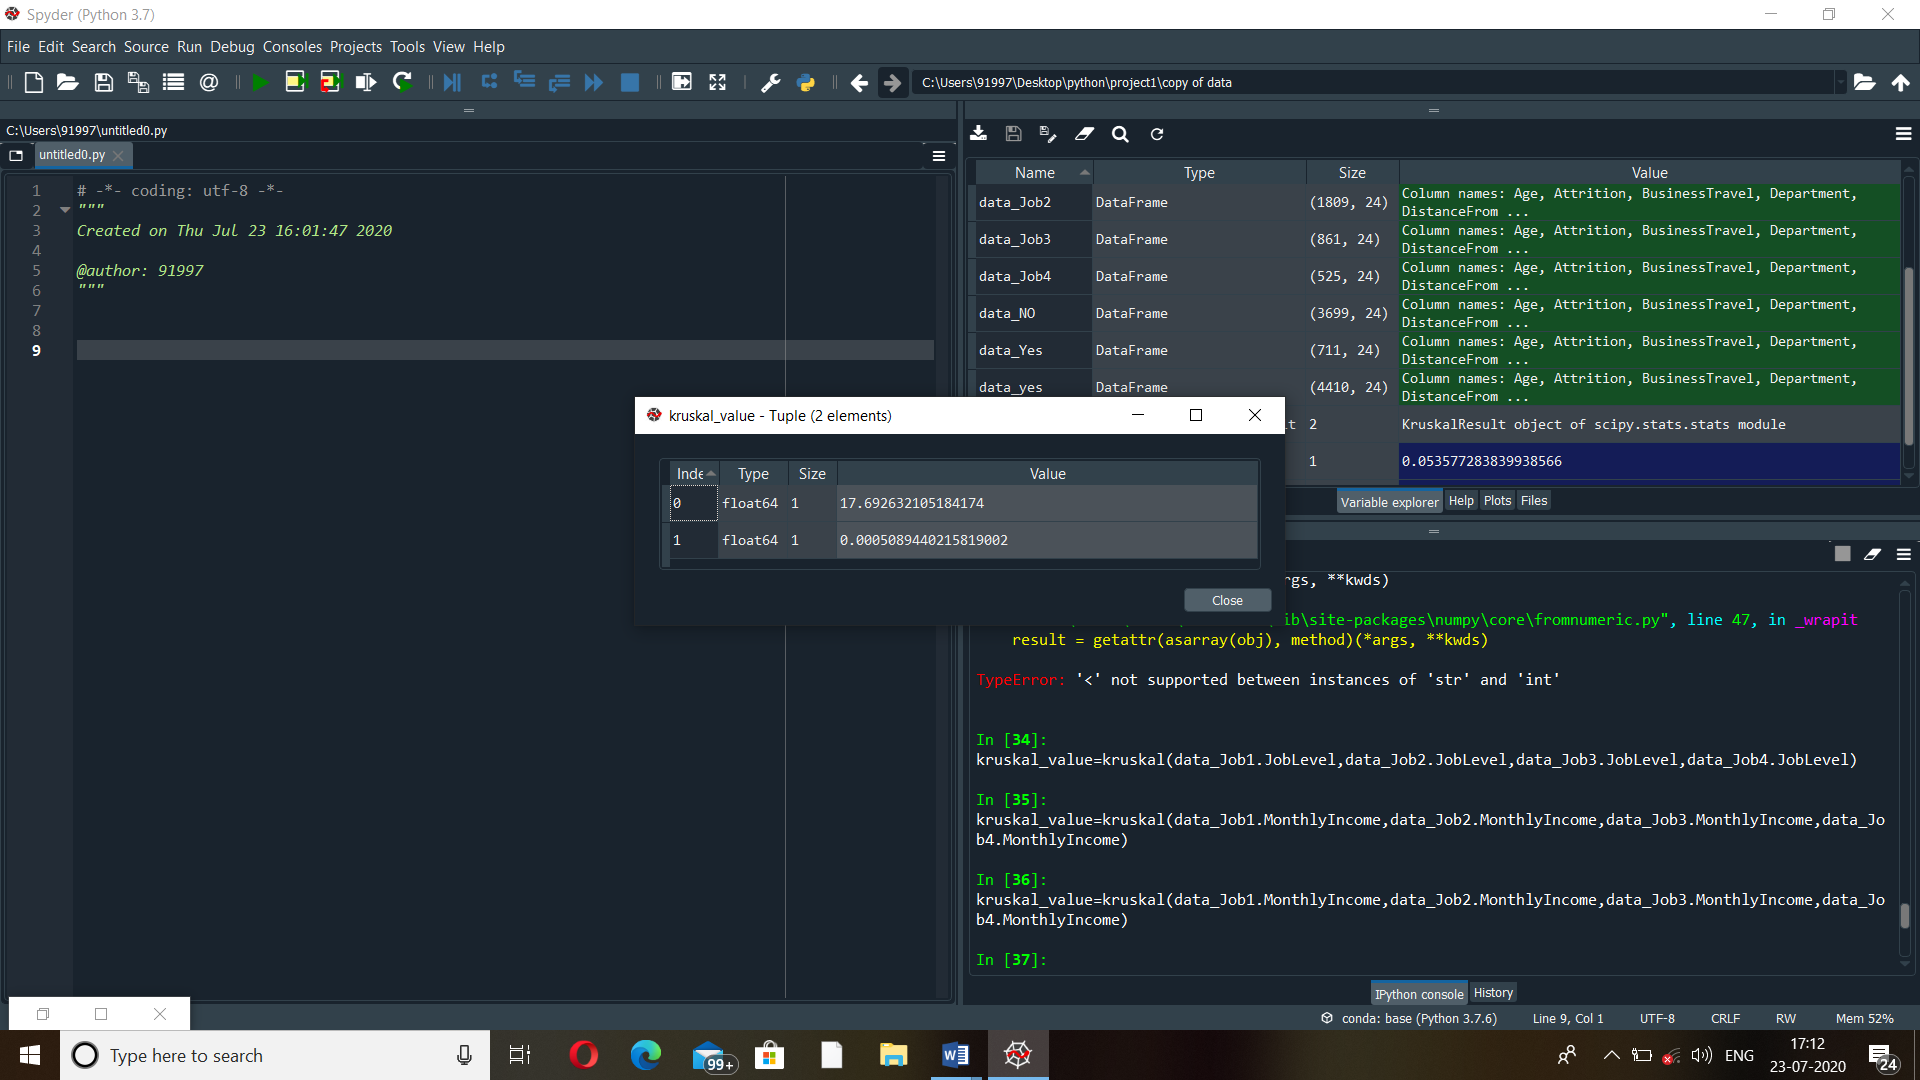 Spyder (Python 3.7)
File Edit Search Source Run Debug Consoles Projects Tools View Help
C:\Users\91997\Desktop\python\project1\copy of data
C:\Users\91997\untitled0.py
untitled0.py
1 # -*- coding: utf-8 -*-
2 """
3 Created on Thu Jul 23 16:01:47 2020
4
5 @author: 91997
6 """
7
8
9
Name Type Size Value
data_Job2 DataFrame (1809, 24) Column names: Age, Attrition, BusinessTravel, Department,
DistanceFrom ...
data_Job3 DataFrame (861, 24) Column names: Age, Attrition, BusinessTravel, Department,
DistanceFrom ...
data_Job4 DataFrame (525, 24) Column names: Age, Attrition, BusinessTravel, Department,
DistanceFrom ...
data_NO DataFrame (3699, 24) Column names: Age, Attrition, BusinessTravel, Department,
DistanceFrom ...
data_Yes DataFrame (711, 24) Column names: Age, Attrition, BusinessTravel, Department,
DistanceFrom ...
data_yes DataFrame (4410, 24) Column names: Age, Attrition, BusinessTravel, Department,
DistanceFrom ...
2 KruskalResult object of scipy.stats.stats module
1 0.053577283839938566
kruskal_value - Tuple (2 elements)
Inde Type Size Value
0 float64 1 17.692632105184174
1 float64 1 0.0005089440215819002
Close
Variable explorer Help Plots Files
gs, **kwds)
ib\site-packages\numpy\core\fromnumeric.py", line 47, in _wrapit
result = getattr(asarray(obj), method)(*args, **kwds)
TypeError: '<' not supported between instances of 'str' and 'int'
In [34]:
kruskal_value=kruskal(data_Job1.JobLevel,data_Job2.JobLevel,data_Job3.JobLevel,data_Job4.JobLevel)
In [35]:
kruskal_value=kruskal(data_Job1.MonthlyIncome,data_Job2.MonthlyIncome,data_Job3.MonthlyIncome,data_Jo
b4.MonthlyIncome)
In [36]:
kruskal_value=kruskal(data_Job1.MonthlyIncome,data_Job2.MonthlyIncome,data_Job3.MonthlyIncome,data_Jo
b4.MonthlyIncome)
In [37]:
IPython console History
conda: base (Python 3.7.6) Line 9, Col 1 UTF-8 CRLF RW Mem 52%
Type here to search
99+
ENG
17:12
23-07-2020
24